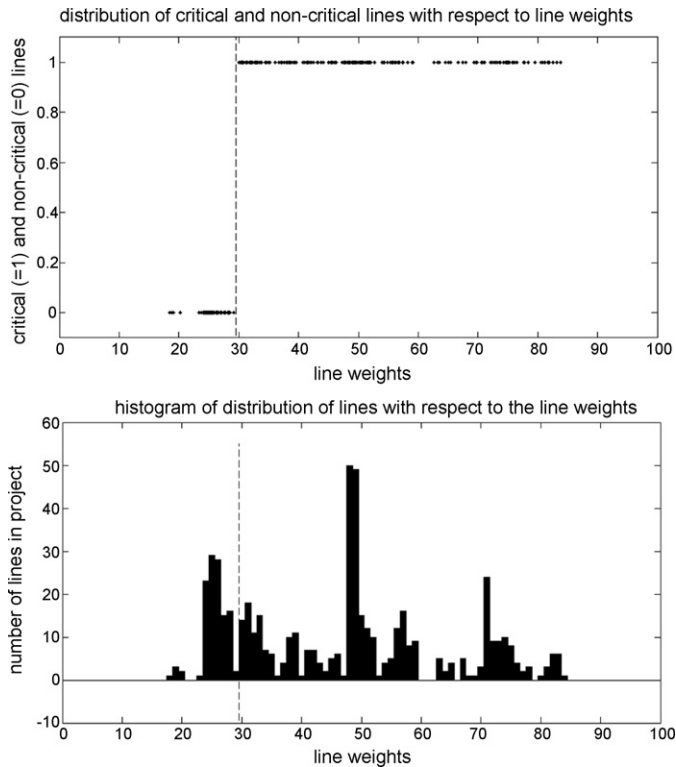 distribution of critical and non-critical lines with respect to line weights
critical (=1) and non-critical (=0) lines
1
0.8
0.6
0.4
0.2
0
0 10 20 30 40 50 60 70 80 90 100
line weights
histogram of distribution of lines with respect to the line weights
number of lines in project
60
50
40
30
20
10
0
-10
0 10 20 30 40 50 60 70 80 90 100
line weights